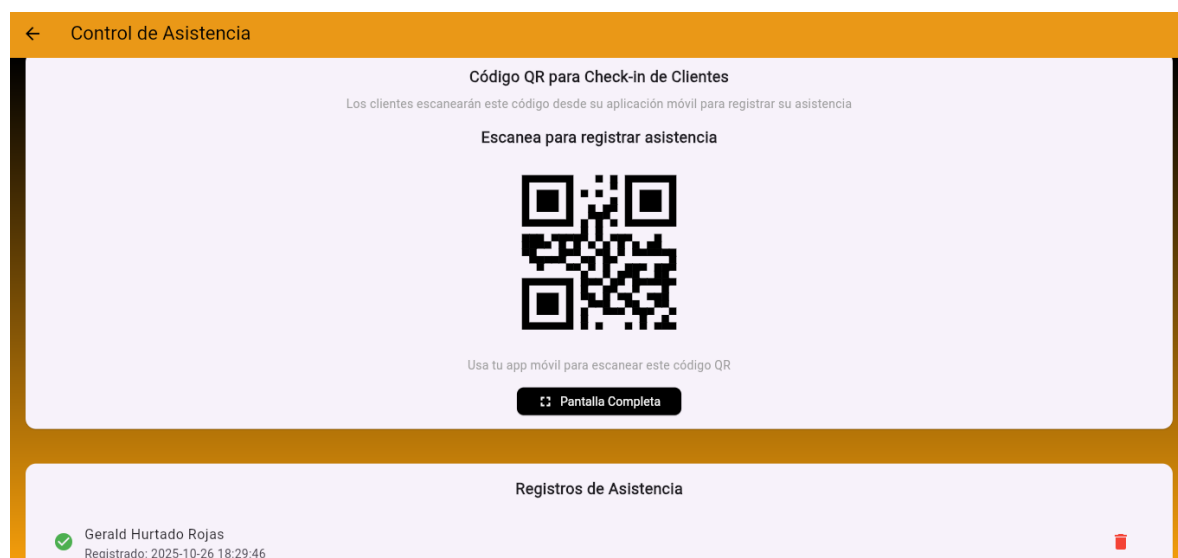 Control de Asistencia
Código QR para Check-in de Clientes
Los clientes escanearán este código desde su aplicación móvil para registrar su asistencia
Escanea para registrar asistencia
Usa tu app móvil para escanear este código QR
Pantalla Completa
Registros de Asistencia
Gerald Hurtado Rojas
Registrado: 2025-10-26 18:29:46